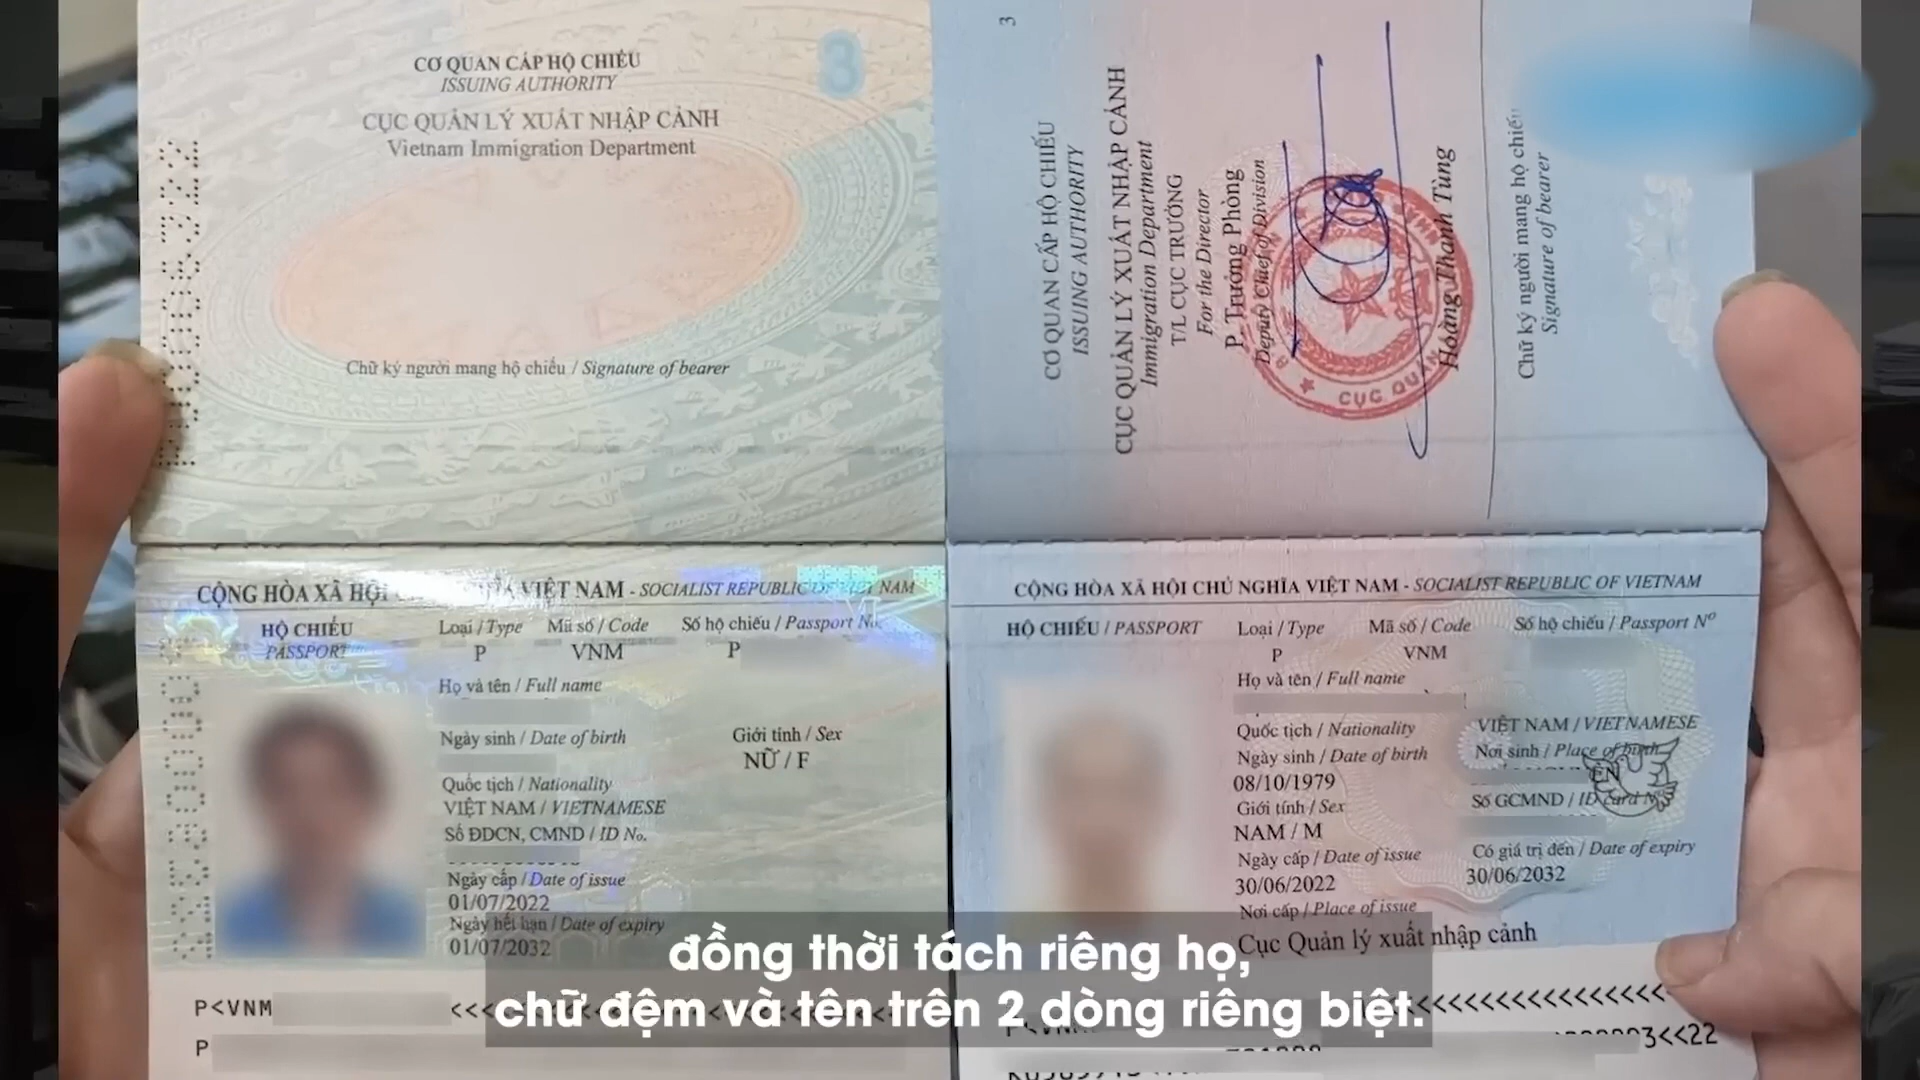 CƠ QUAN CẤP HỘ CHIẾU
ISSUING AUTHORITY
CỤC QUẢN LÝ XUẤT NHẬP CẢNH
Vietnam Immigration Department
Chữ ký người mang hộ chiếu / Signature of bearer
3
CƠ QUAN CẤP HỘ CHIẾU
ISSUING AUTHORITY
CỤC QUẢN LÝ XUẤT NHẬP CẢNH
Immigration Department
T/L CỤC TRƯỞNG
For the Director
P. Trưởng Phòng
Deputy Chief of Division
CỤC QUẢN
Hoàng Thanh Tùng
Chữ ký người mang hộ chiếu
Signature of bearer
3
CỘNG HÒA XÃ HỘI VIỆT NAM - SOCIALIST REPUBLIC OF VIET NAM
HỘ CHIẾU
PASSPORT
Loại / Type Mã số / Code Số hộ chiếu / Passport No.
P VNM P
Họ và tên / Full name
Ngày sinh / Date of birth
Giới tính / Sex
NỮ / F
Quốc tịch / Nationality
VIỆT NAM / VIETNAMESE
Số ĐDCN, CMND / ID No.
Ngày cấp / Date of issue
01/07/2022
Ngày hết hạn / Date of expiry
01/07/2032
P<VNM
P
CỘNG HÒA XÃ HỘI CHỦ NGHĨA VIỆT NAM - SOCIALIST REPUBLIC OF VIETNAM
HỘ CHIẾU / PASSPORT
Loại / Type Mã số / Code Số hộ chiếu / Passport Nº
P VNM
Họ và tên / Full name
Quốc tịch / Nationality VIỆT NAM / VIETNAMESE
Ngày sinh / Date of birth Nơi sinh / Place of birth
08/10/1979
Giới tính / Sex Số GCMND / ID card Nº
NAM / M
Ngày cấp / Date of issue Có giá trị đến / Date of expiry
30/06/2022 30/06/2032
Nơi cấp / Place of issue
Cục Quản lý xuất nhập cảnh
3<<22
đồng thời tách riêng họ,
chữ đệm và tên trên 2 dòng riêng biệt.